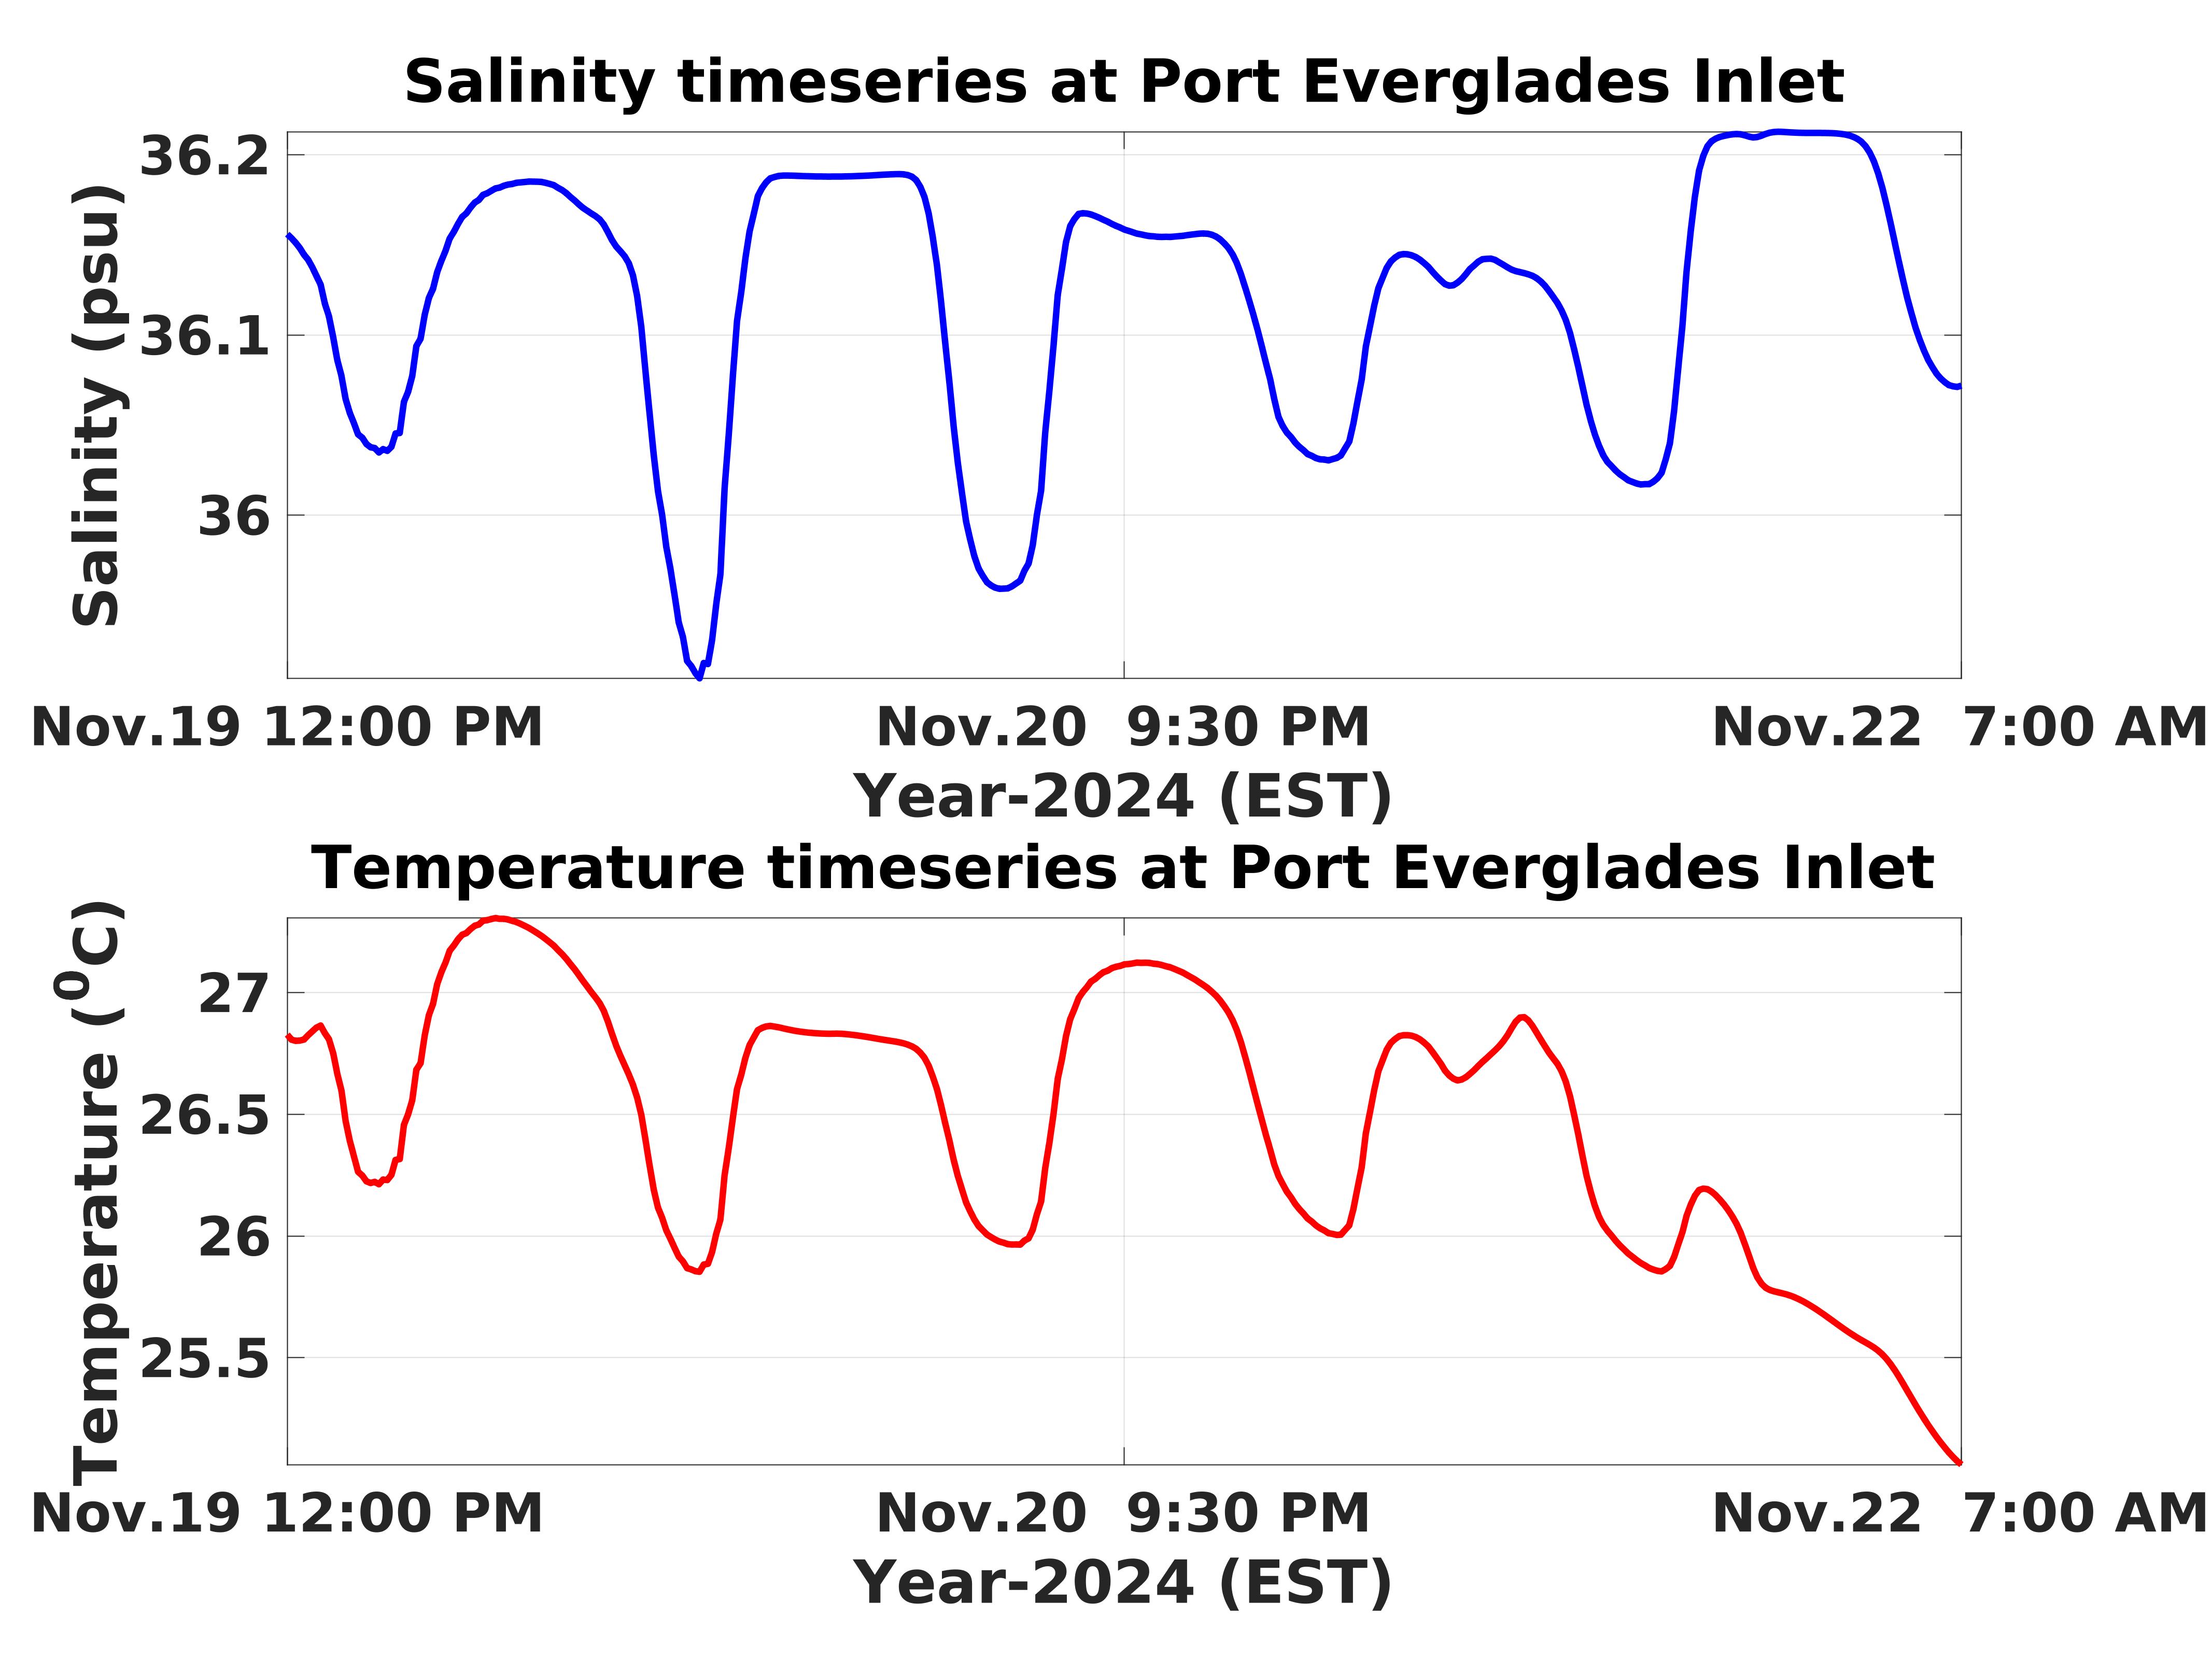 Salinity timeseries at Port Everglades Inlet
Salinity (psu)
36.2
36.1
36
Nov.19 12:00 PM
Nov.20  9:30 PM
Nov.22  7:00 AM
Year-2024 (EST)
Temperature timeseries at Port Everglades Inlet
Temperature (⁰C)
27
26.5
26
25.5
Nov.19 12:00 PM
Nov.20  9:30 PM
Nov.22  7:00 AM
Year-2024 (EST)